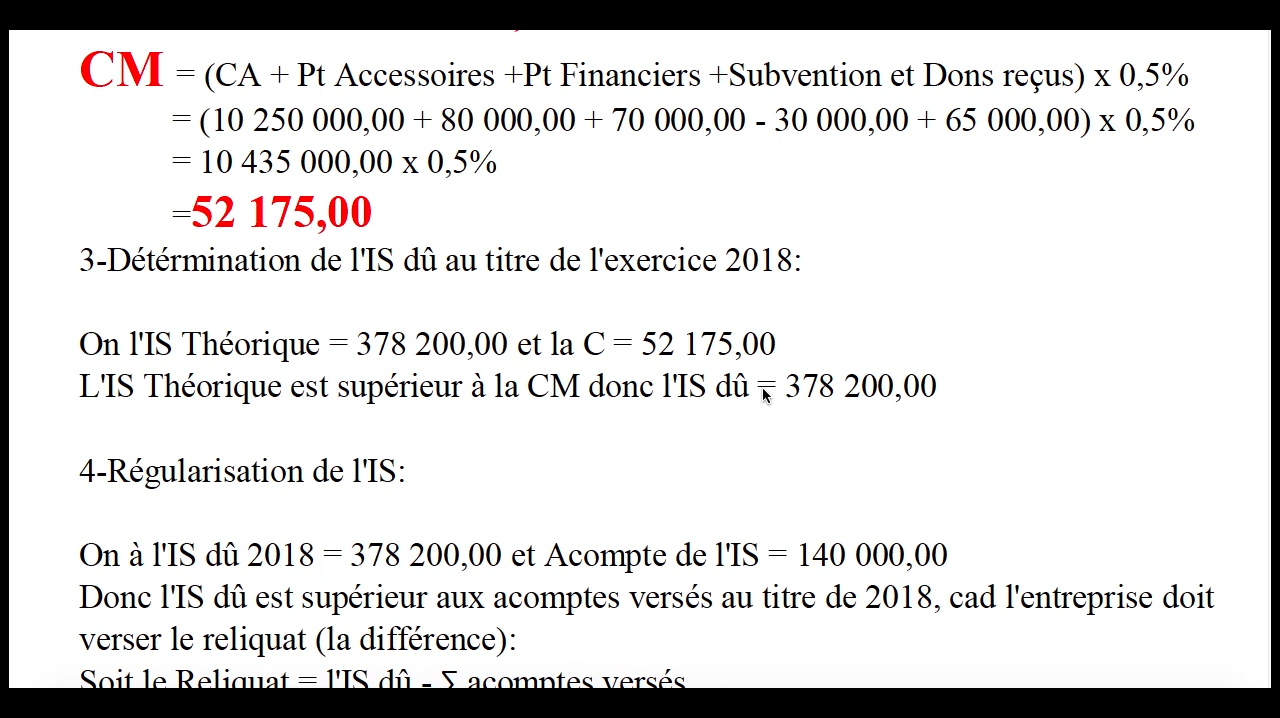 CM = (CA + Pt Accessoires +Pt Financiers +Subvention et Dons reçus) x 0,5%
= (10 250 000,00 + 80 000,00 + 70 000,00 - 30 000,00 + 65 000,00) x 0,5%
= 10 435 000,00 x 0,5%
=52 175,00
3-Détérmination de l'IS dû au titre de l'exercice 2018:
On l'IS Théorique = 378 200,00 et la C = 52 175,00
L'IS Théorique est supérieur à la CM donc l'IS dû = 378 200,00
4-Régularisation de l'IS:
On à l'IS dû 2018 = 378 200,00 et Acompte de l'IS = 140 000,00
Donc l'IS dû est supérieur aux acomptes versés au titre de 2018, cad l'entreprise doit
verser le reliquat (la différence):
Soit le Reliquat = l'IS dû - Σ acomptes versés